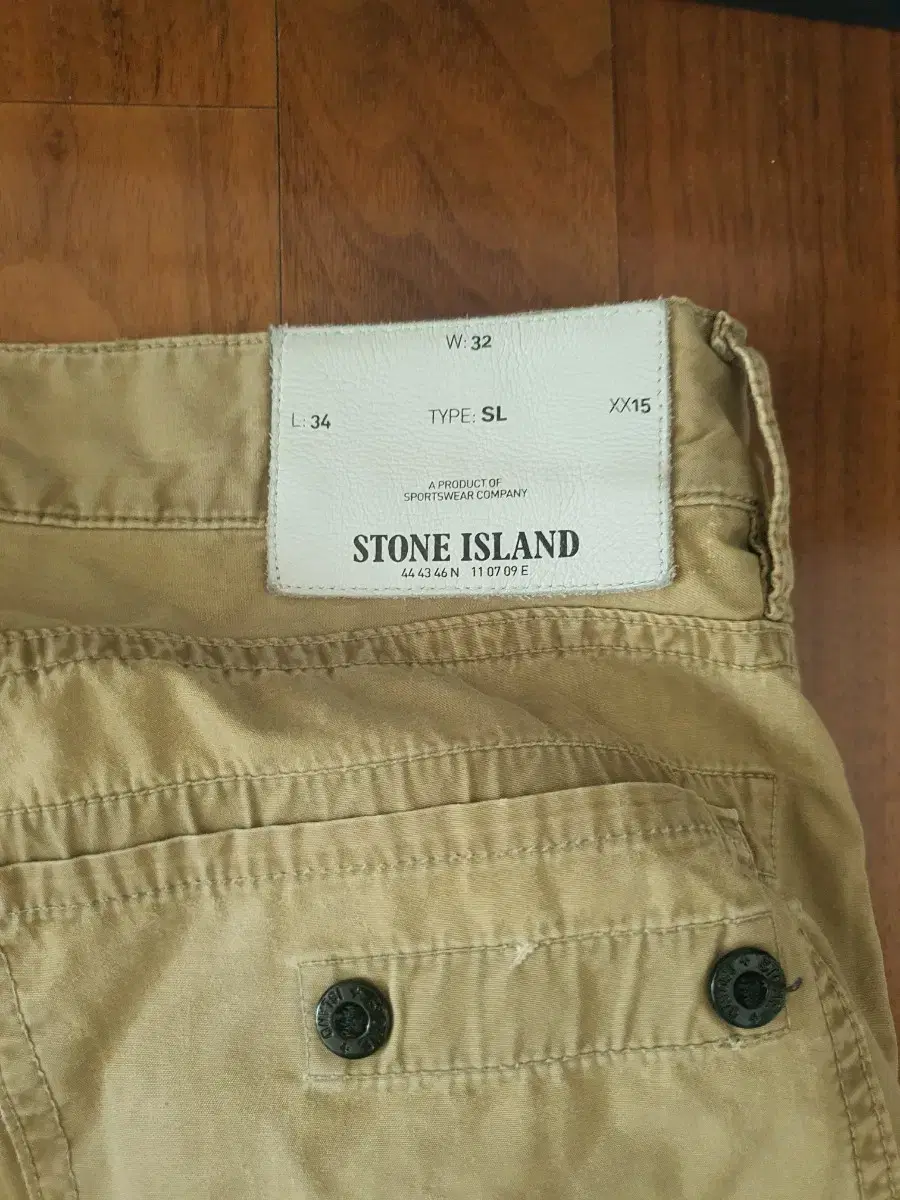 W: 32
L: 34 TYPE: SL XX15
A PRODUCT OF
SPORTSWEAR COMPANY
STONE ISLAND
44 43 46 N 11 07 09 E